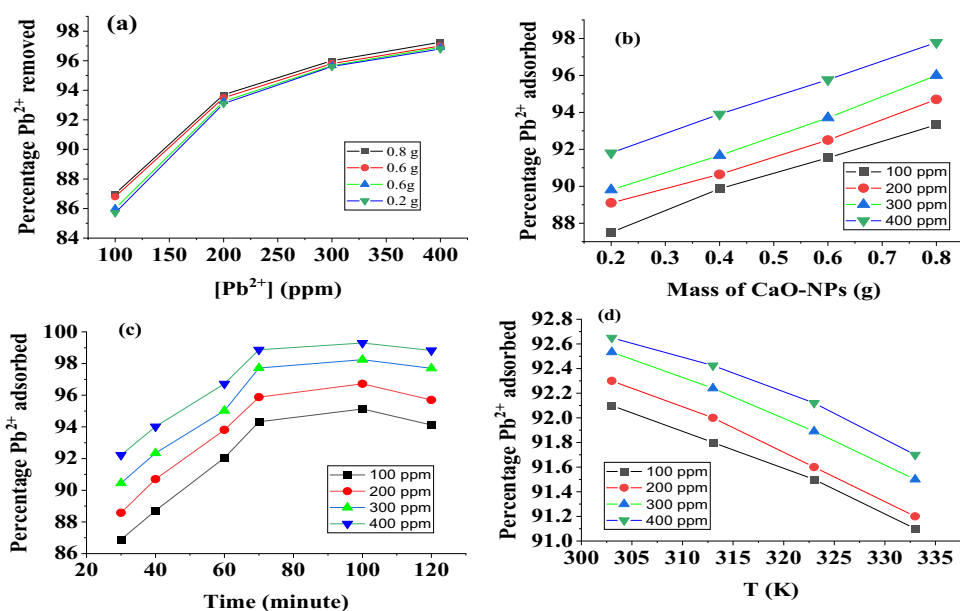 (a)
Percentage Pb²⁺ removed
98
96
94
92
90
88
86
84
0.8 g
0.6 g
0.6g
0.2 g
100 200 300 400
[Pb²⁺] (ppm)
(b)
Percentage Pb²⁺ adsorbed
98
96
94
92
90
88
100 ppm
200 ppm
300 ppm
400 ppm
0.2 0.3 0.4 0.5 0.6 0.7 0.8
Mass of CaO-NPs (g)
(c)
Percentage Pb²⁺ adsorbed
100
98
96
94
92
90
88
86
100 ppm
200 ppm
300 ppm
400 ppm
20 40 60 80 100 120
Time (minute)
(d)
Percentage Pb²⁺ adsorbed
92.8
92.6
92.4
92.2
92.0
91.8
91.6
91.4
91.2
91.0
100 ppm
200 ppm
300 ppm
400 ppm
300 305 310 315 320 325 330 335
T (K)